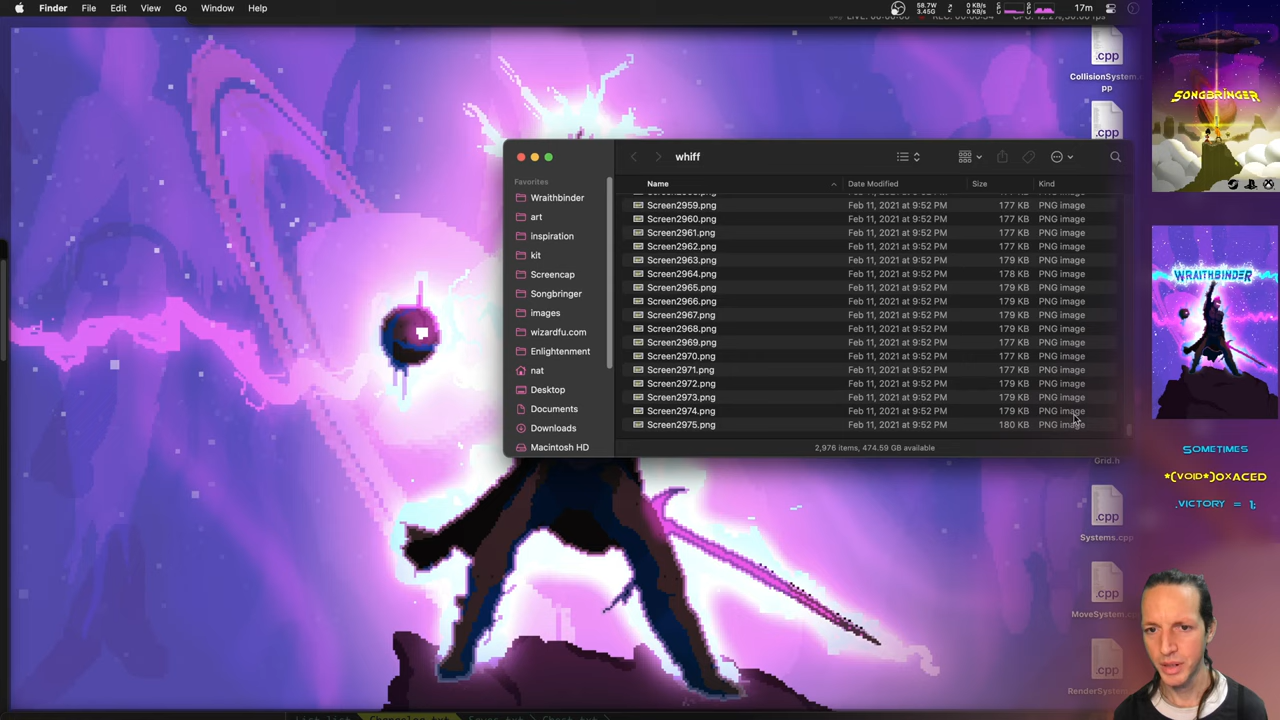 Finder File Edit View Go Window Help
58.7W
3.45G
0 KB/s
0 KB/s
17m
whiff
Favorites
Wraithbinder
art
inspiration
kit
Screencap
Songbringer
images
wizardfu.com
Enlightenment
nat
Desktop
Documents
Downloads
Macintosh HD
Name Date Modified Size Kind
Screen2959.png Feb 11, 2021 at 9:52 PM 177 KB PNG image
Screen2960.png Feb 11, 2021 at 9:52 PM 177 KB PNG image
Screen2961.png Feb 11, 2021 at 9:52 PM 177 KB PNG image
Screen2962.png Feb 11, 2021 at 9:52 PM 177 KB PNG image
Screen2963.png Feb 11, 2021 at 9:52 PM 177 KB PNG image
Screen2964.png Feb 11, 2021 at 9:52 PM 178 KB PNG image
Screen2965.png Feb 11, 2021 at 9:52 PM 179 KB PNG image
Screen2966.png Feb 11, 2021 at 9:52 PM 179 KB PNG image
Screen2967.png Feb 11, 2021 at 9:52 PM 179 KB PNG image
Screen2968.png Feb 11, 2021 at 9:52 PM 179 KB PNG image
Screen2969.png Feb 11, 2021 at 9:52 PM 177 KB PNG image
Screen2970.png Feb 11, 2021 at 9:52 PM 177 KB PNG image
Screen2971.png Feb 11, 2021 at 9:52 PM 177 KB PNG image
Screen2972.png Feb 11, 2021 at 9:52 PM 179 KB PNG image
Screen2973.png Feb 11, 2021 at 9:52 PM 179 KB PNG image
Screen2974.png Feb 11, 2021 at 9:52 PM 179 KB PNG image
Screen2975.png Feb 11, 2021 at 9:52 PM 180 KB PNG image
2,976 items, 474.59 GB available
.cpp
CollisionSystem.c
pp
.cpp
Grid.h
.cpp
Systems.cpp
.cpp
MoveSystem.c
.cpp
RenderSystem.
SONGBRINGER
WRAITHBINDER
SOMETIMES
*(VOID*)0XACED
.VICTORY = 1;